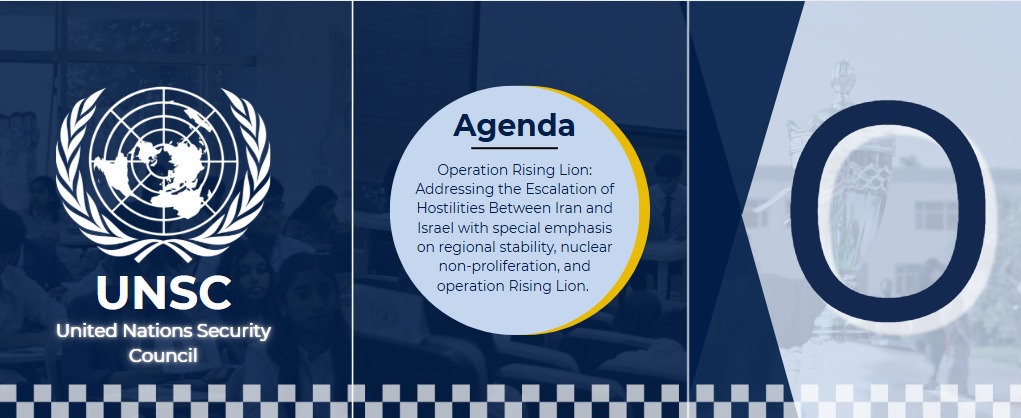 UNSC
United Nations Security
Council
Agenda
Operation Rising Lion:
Addressing the Escalation of
Hostilities Between Iran and
Israel with special emphasis
on regional stability, nuclear
non-proliferation, and
operation Rising Lion.
O